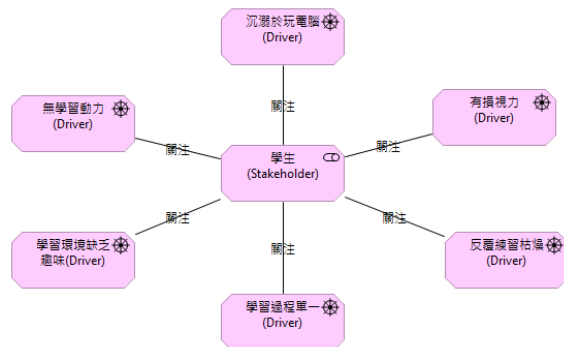 沉溺於玩電腦
(Driver)
無學習動力
(Driver)
關注
有損視力
(Driver)
關注
關注
學生
(Stakeholder)
關注
關注
學習環境缺乏
趣味(Driver)
關注
反覆練習枯燥
(Driver)
學習過程單一
(Driver)